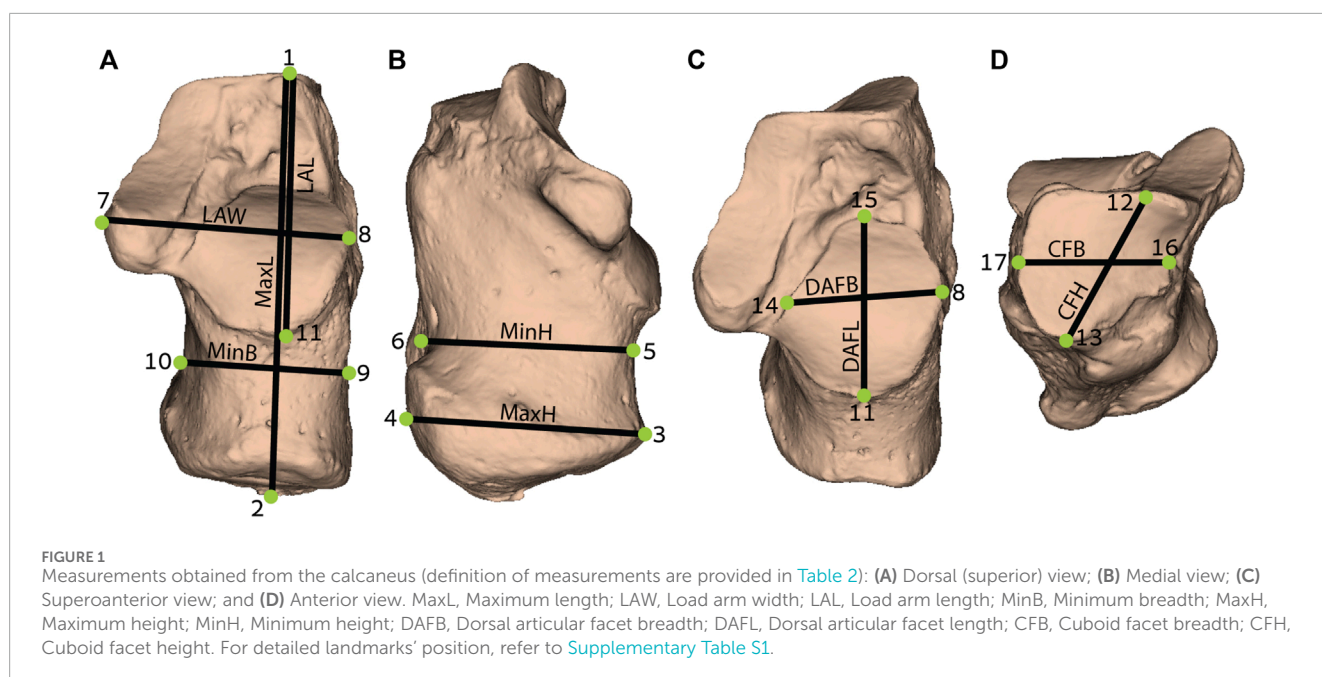 A
B
C
D
1
LAL
7
LAW
8
MaxL
11
10
MinB
9
2
6
MinH
5
4
MaxH
3
15
DAFB
14
8
DAFL
11
12
17
CFB
16
CFH
13
FIGURE 1
Measurements obtained from the calcaneus (definition of measurements are provided in Table 2): (A) Dorsal (superior) view; (B) Medial view; (C)
Superoanterior view; and (D) Anterior view. MaxL, Maximum length; LAW, Load arm width; LAL, Load arm length; MinB, Minimum breadth; MaxH,
Maximum height; MinH, Minimum height; DAFB, Dorsal articular facet breadth; DAFL, Dorsal articular facet length; CFB, Cuboid facet breadth; CFH,
Cuboid facet height. For detailed landmarks’ position, refer to Supplementary Table S1.